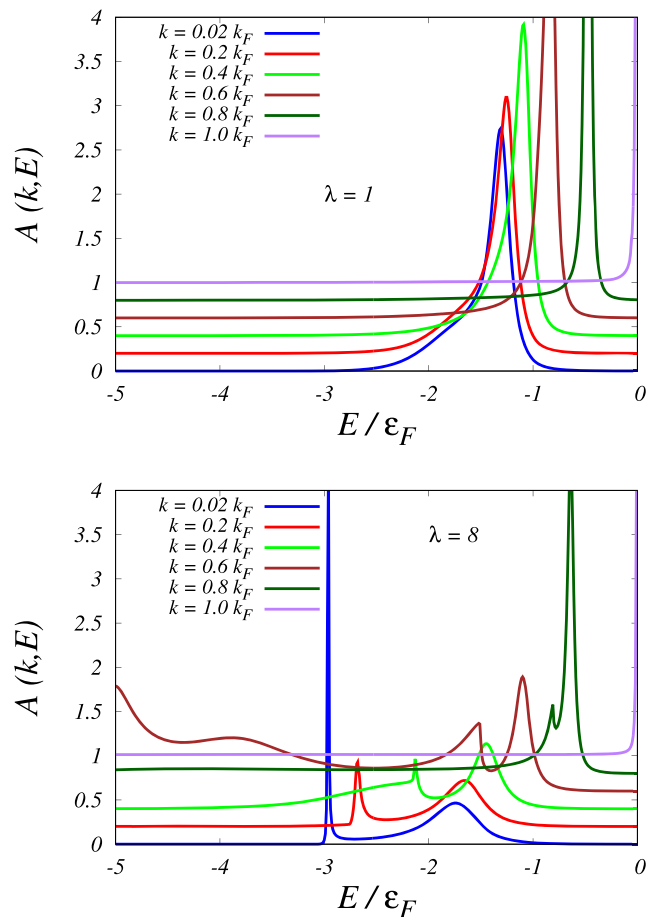 4
3.5
3
2.5
2
1.5
1
0.5
0
A (k,E)
k = 0.02 k_F
k = 0.2 k_F
k = 0.4 k_F
k = 0.6 k_F
k = 0.8 k_F
k = 1.0 k_F
λ = 1
-5 -4 -3 -2 -1 0
E / ε_F
4
3.5
3
2.5
2
1.5
1
0.5
0
A (k,E)
k = 0.02 k_F
k = 0.2 k_F
k = 0.4 k_F
k = 0.6 k_F
k = 0.8 k_F
k = 1.0 k_F
λ = 8
-5 -4 -3 -2 -1 0
E / ε_F